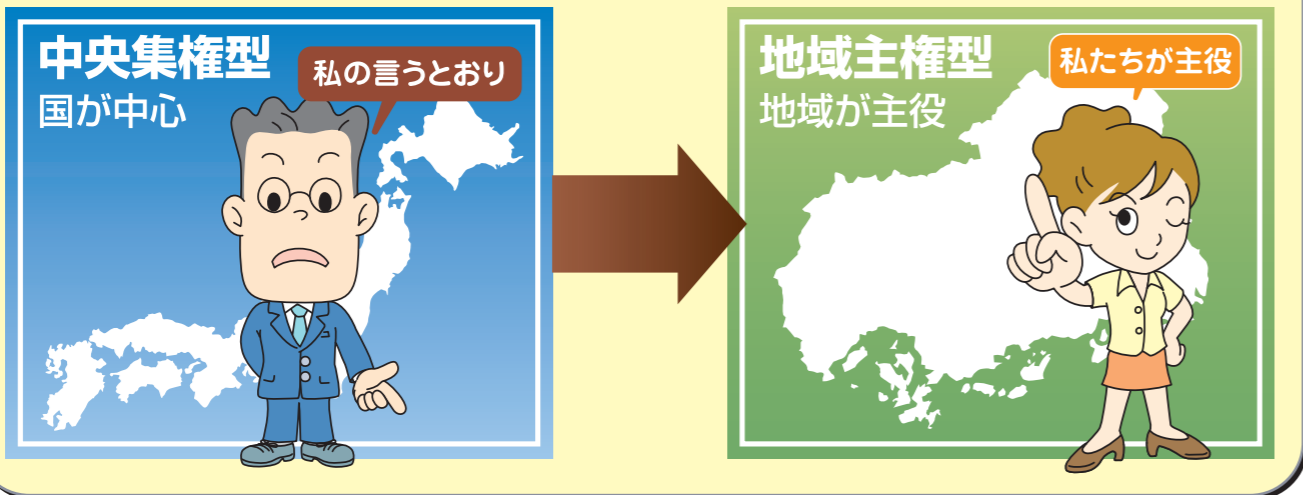 中央集権型
国が中心
私の言うとおり
地域主権型
地域が主役
私たちが主役